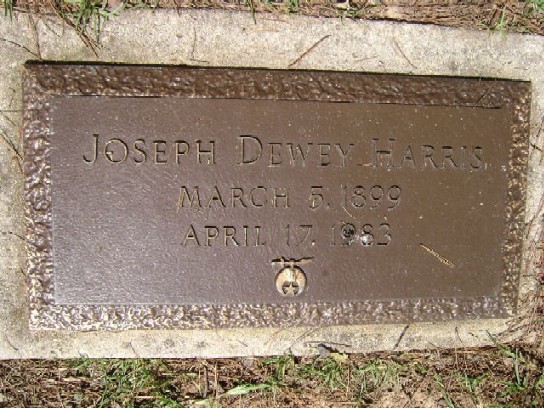 JOSEPH DEWEY HARRIS
MARCH 5, 1899
APRIL 17, 1983